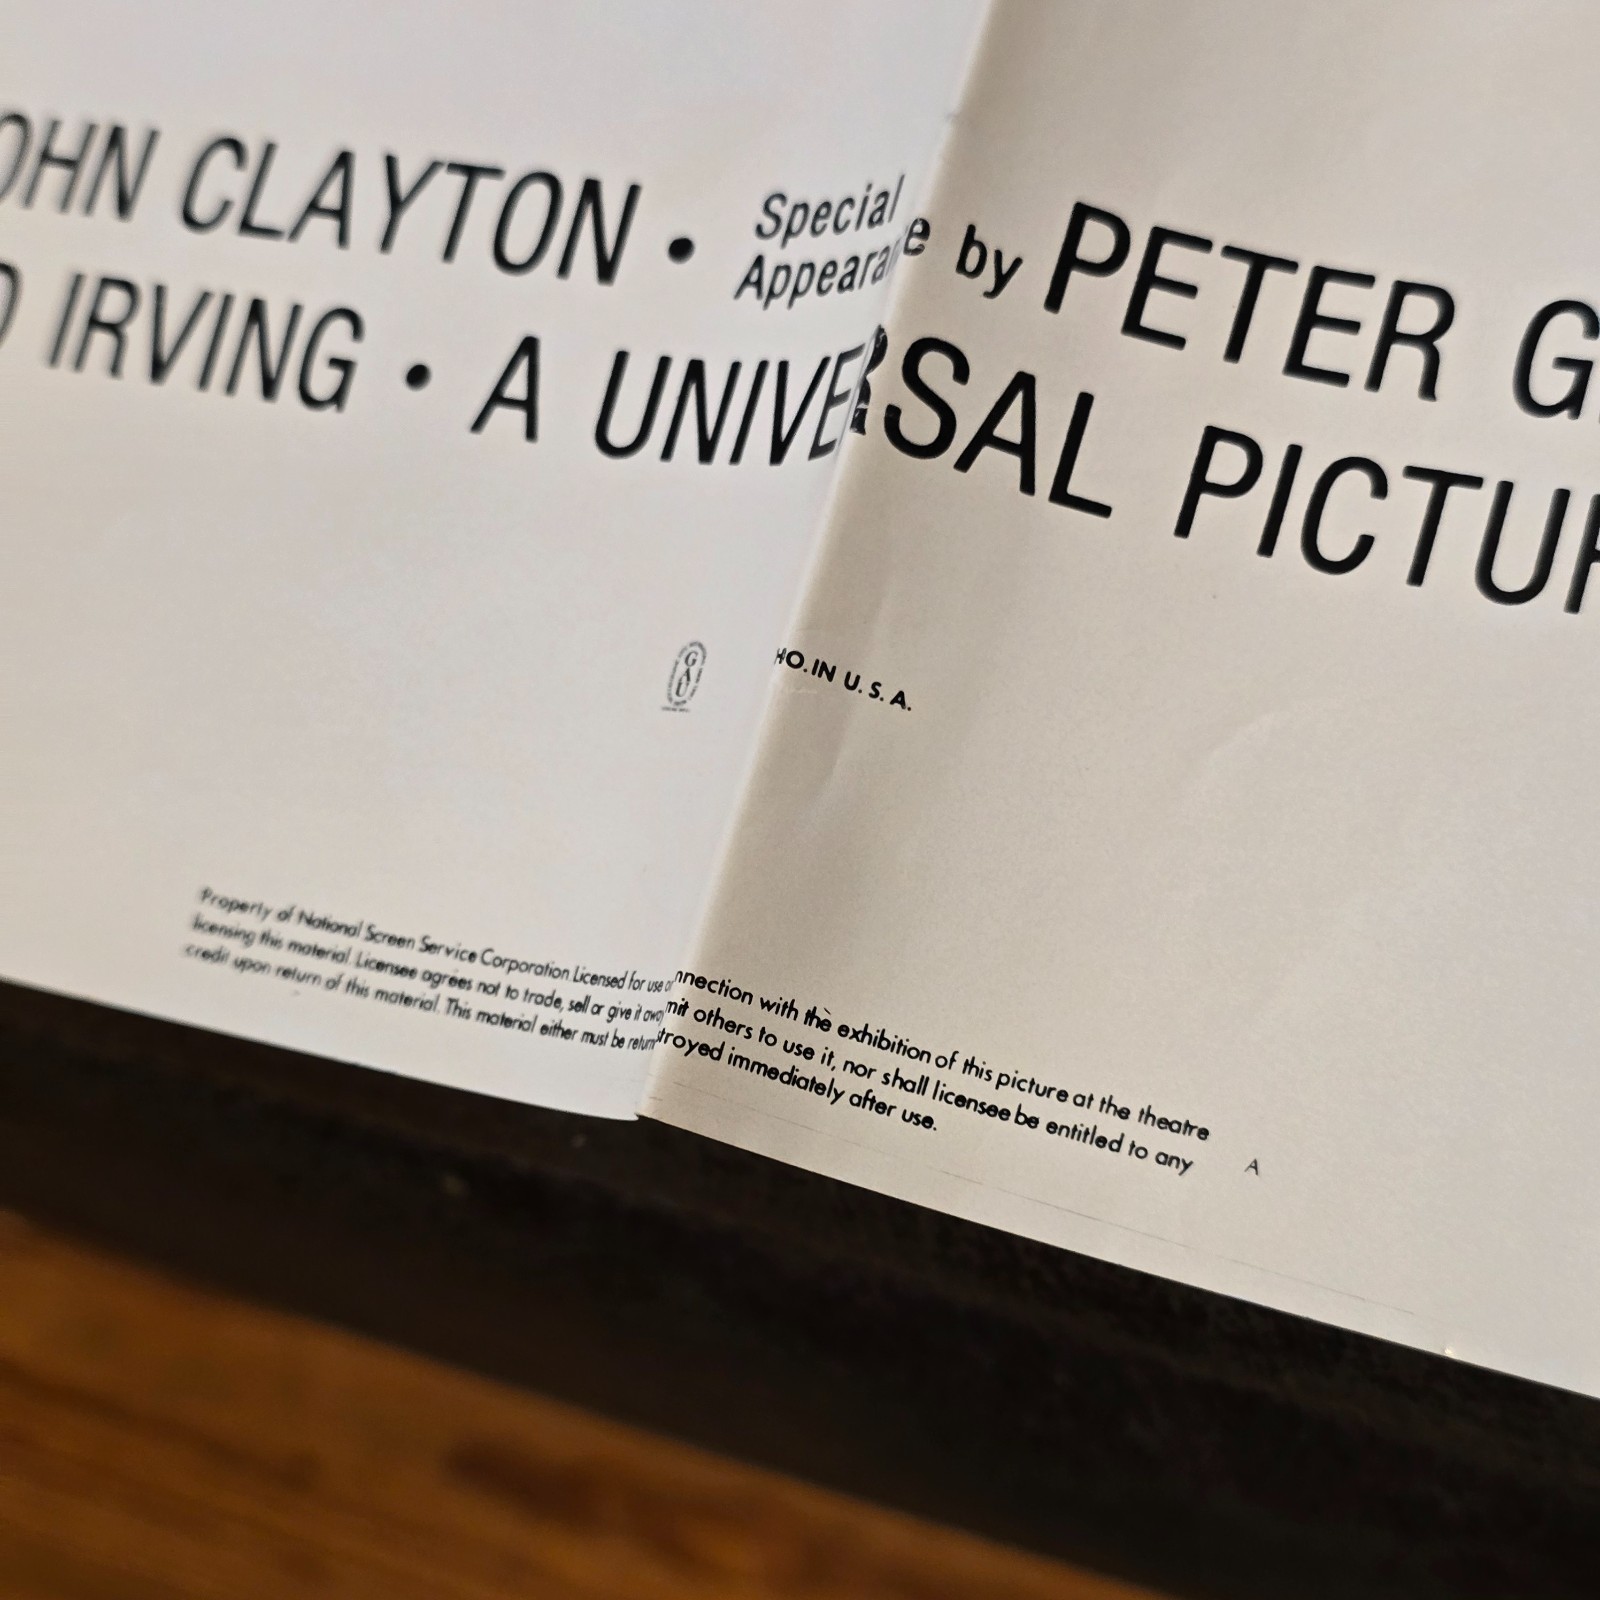 OHN CLAYTON • Special
Appeara e by PETER G
IRVING • A UNIVERSAL PICTU
GAU
HO. IN U. S. A.
Property of National Screen Service Corporation. Licensed for use nnection with the exhibition of this picture at the theatre
licensing this material. Licensee agrees not to trade, sell or give it away mit others to use it, nor shall licensee be entitled to any
credit upon return of this material. This material either must be return troyed immediately after use.
A